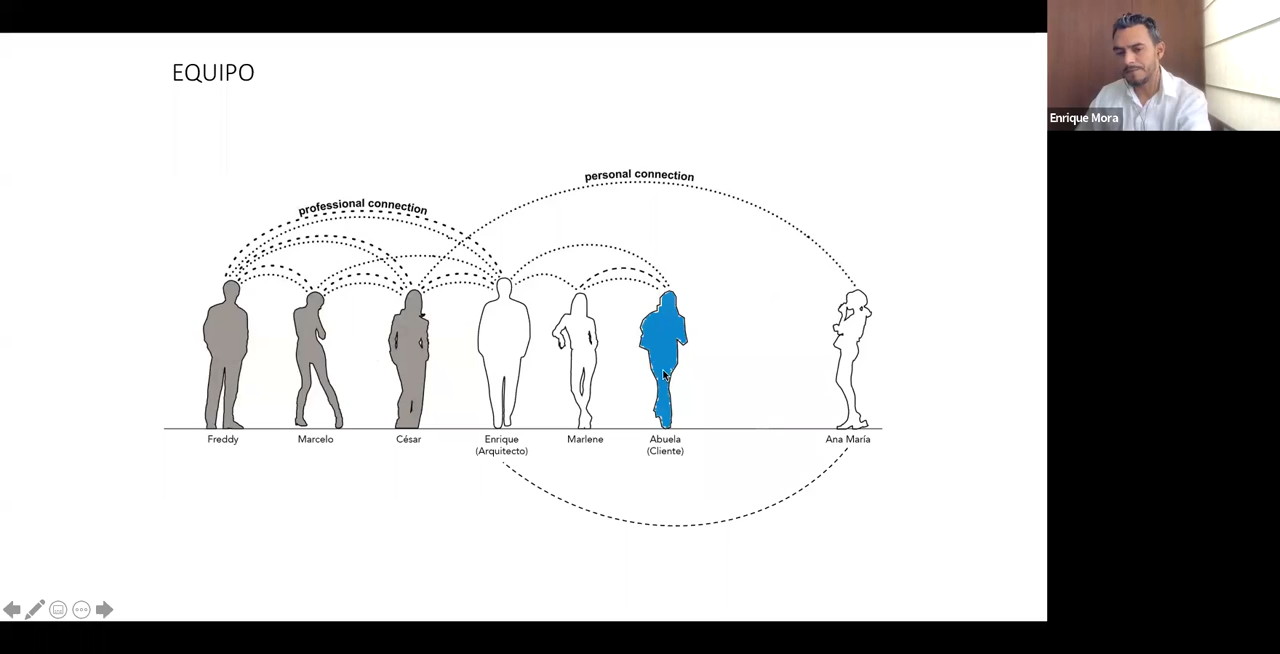 EQUIPO
Enrique Mora
personal connection
professional connection
Freddy
Marcelo
César
Enrique
(Arquitecto)
Marlene
Abuela
(Cliente)
Ana María